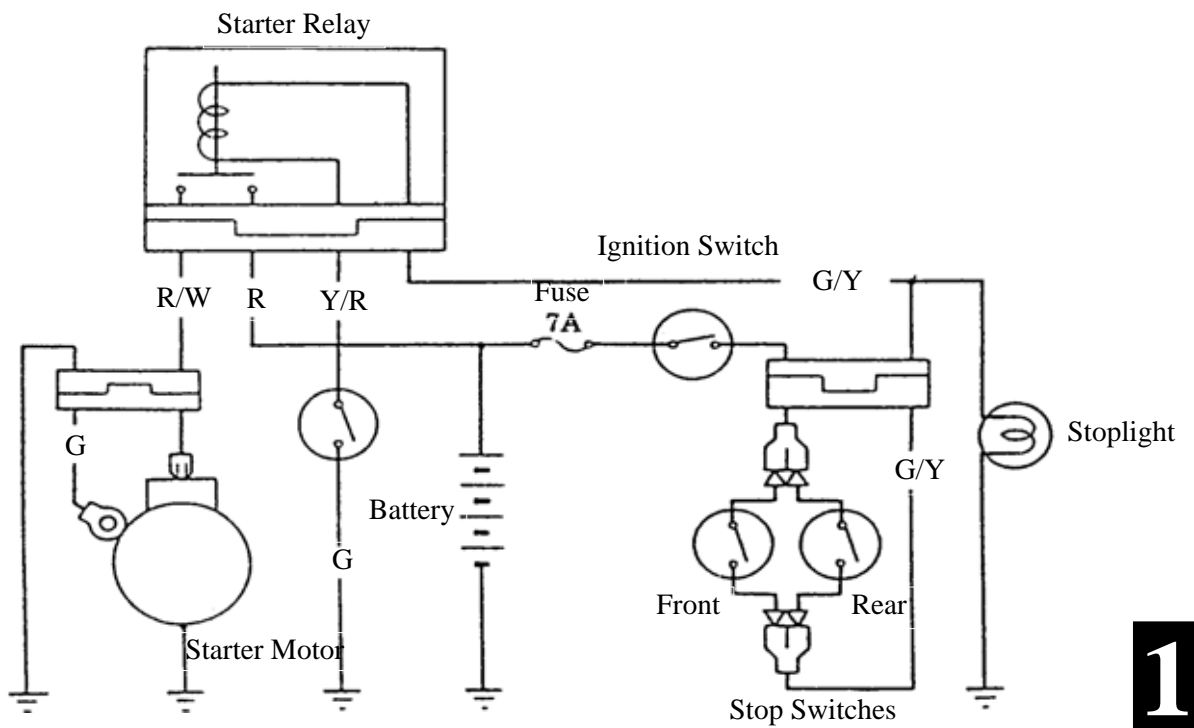 Starter Relay
Ignition Switch
R/W R Y/R
Fuse
7A
G/Y
G
Stoplight
G/Y
Battery
G
Front Rear
Starter Motor
Stop Switches
1